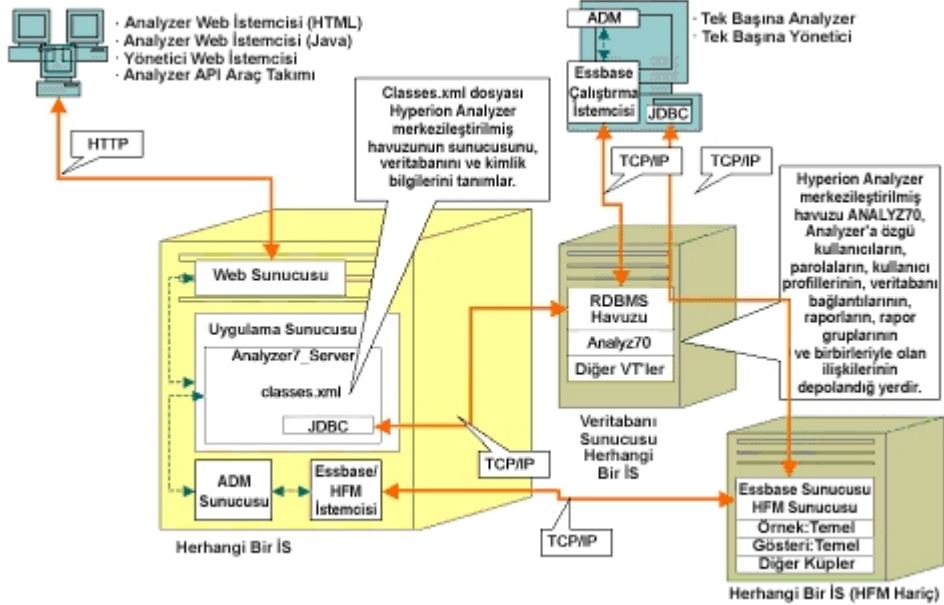 · Analyzer Web İstemcisi (HTML)
· Analyzer Web İstemcisi (Java)
· Yönetici Web İstemcisi
· Analyzer API Araç Takımı
ADM
Essbase
Çalıştırma
İstemcisi
JDBC
· Tek Başına Analyzer
· Tek Başına Yönetici
HTTP
Classes.xml dosyası
Hyperion Analyzer
merkezileştirilmiş
havuzunun sunucusunu,
veritabanını ve kimlik
bilgilerini tanımlar.
TCP/IP
TCP/IP
Hyperion Analyzer
merkezileştirilmiş
havuzu ANALYZ70,
Analyzer'a özgü
kullanıcıların,
parolaların, kullanıcı
profillerinin, veritabanı
bağlantılarının,
raporların, rapor
gruplarının
ve birbirleriyle olan
ilişkilerinin
depolandığ yerdir.
Web Sunucusu
Uygulama Sunucusu
Analyzer7_Server
classes.xml
JDBC
RDBMS
Havuzu
Analyz70
Diğer VT'ler
Veritabanı
Sunucusu
Herhangi
Bir İS
TCP/IP
ADM
Sunucusu
Essbase/
HFM
İstemcisi
TCP/IP
Essbase Sunucusu
HFM Sunucusu
Örnek:Temel
Gösteri:Temel
Diğer Küpler
Herhangi Bir İS
Herhangi Bir İS (HFM Hariç)